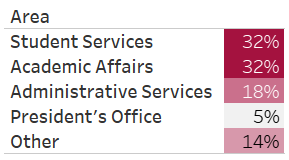 Area
Student Services 32%
Academic Affairs 32%
Administrative Services 18%
President's Office 5%
Other 14%